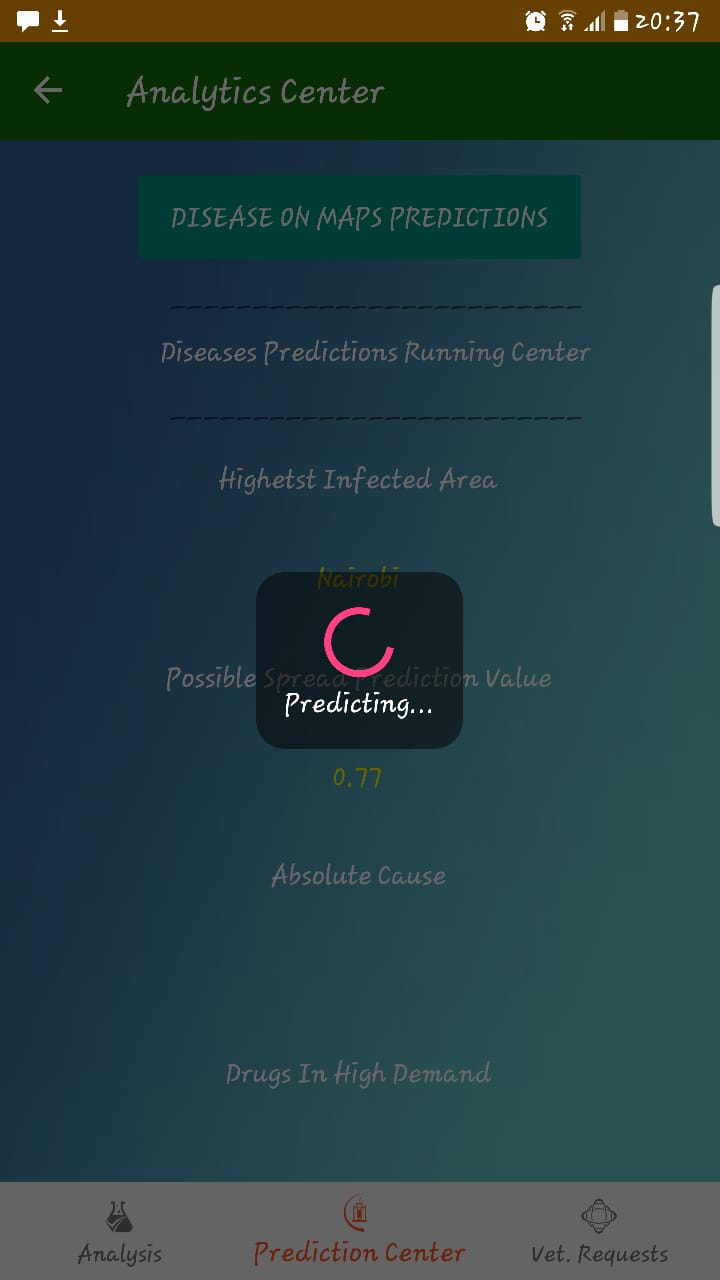 20:37
Analytics Center
DISEASE ON MAPS PREDICTIONS
-------------------------
Diseases Predictions Running Center
-------------------------
Highetst Infected Area
Nairobi
Possible Spread Prediction Value
Predicting...
0.77
Absolute Cause
Drugs In High Demand
Analysis
Prediction Center
Vet. Requests